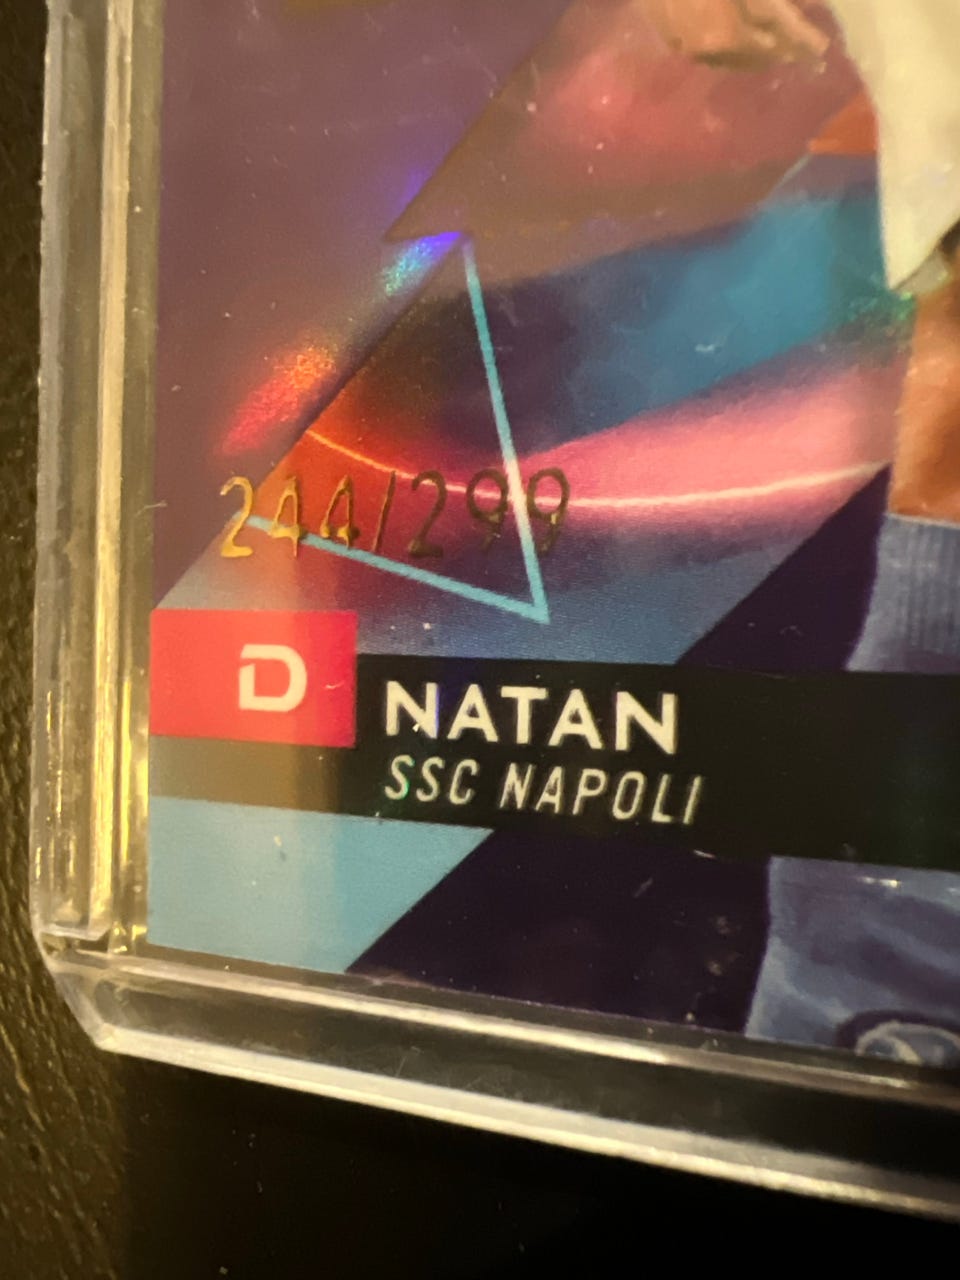 244/299
D
NATAN
SSC NAPOLI